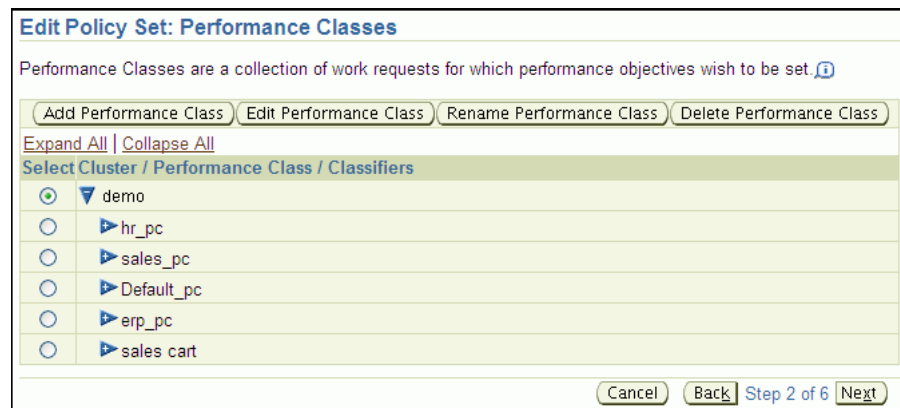 Edit Policy Set: Performance Classes
Performance Classes are a collection of work requests for which performance objectives wish to be set.
Add Performance Class Edit Performance Class Rename Performance Class Delete Performance Class
Expand All | Collapse All
Select Cluster / Performance Class / Classifiers
demo
hr_pc
sales_pc
Default_pc
erp_pc
sales cart
Cancel Back Step 2 of 6 Next